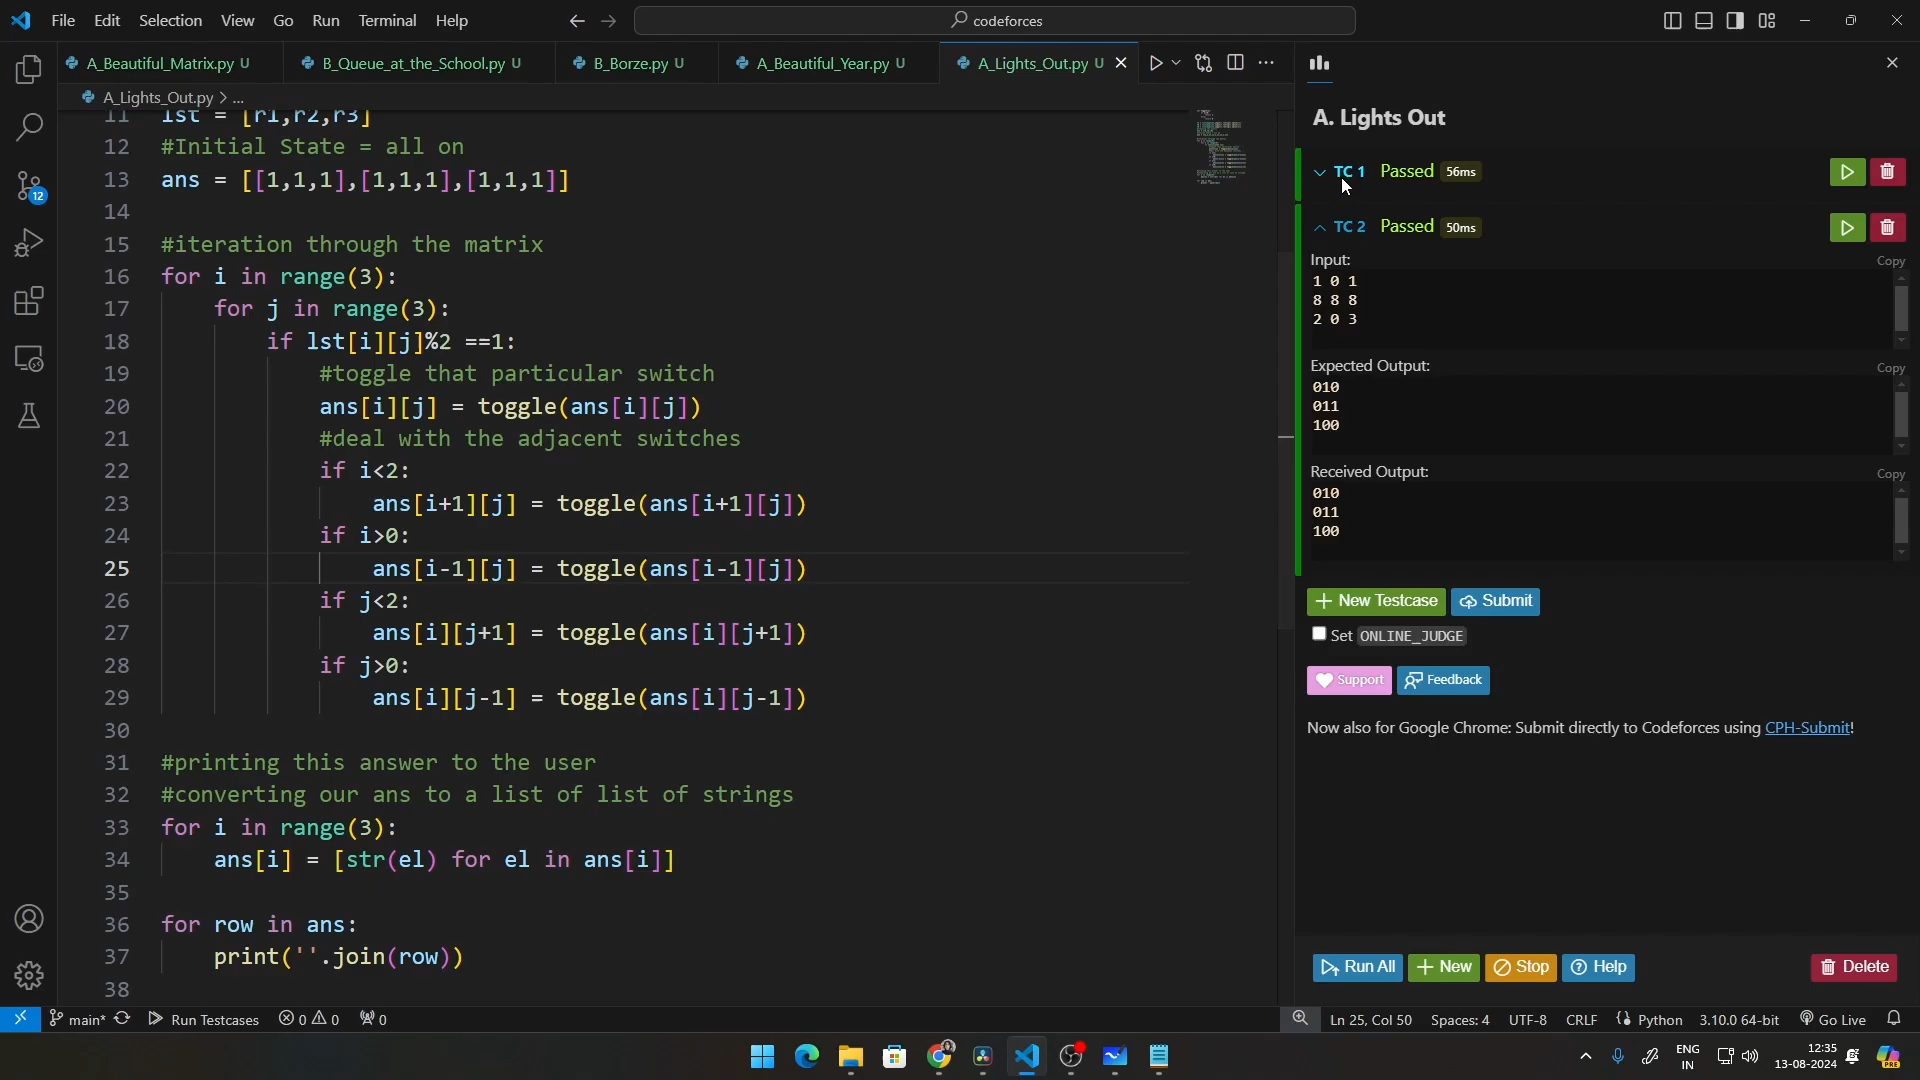 File Edit Selection View Go Run Terminal Help
codeforces
A_Beautiful_Matrix.py U
B_Queue_at_the_School.py U
B_Borze.py U
A_Beautiful_Year.py U
A_Lights_Out.py U
A_Lights_Out.py > ...
11 lst = [r1,r2,r3]
12 #Initial State = all on
13 ans = [[1,1,1],[1,1,1],[1,1,1]]
14
15 #iteration through the matrix
16 for i in range(3):
17 for j in range(3):
18 if lst[i][j]%2 ==1:
19 #toggle that particular switch
20 ans[i][j] = toggle(ans[i][j])
21 #deal with the adjacent switches
22 if i<2:
23 ans[i+1][j] = toggle(ans[i+1][j])
24 if i>0:
25 ans[i-1][j] = toggle(ans[i-1][j])
26 if j<2:
27 ans[i][j+1] = toggle(ans[i][j+1])
28 if j>0:
29 ans[i][j-1] = toggle(ans[i][j-1])
30
31 #printing this answer to the user
32 #converting our ans to a list of list of strings
33 for i in range(3):
34 ans[i] = [str(el) for el in ans[i]]
35
36 for row in ans:
37 print(''.join(row))
38
A. Lights Out
TC 1 Passed 56ms
TC 2 Passed 50ms
Input: Copy
1 0 1
8 8 8
2 0 3
Expected Output: Copy
010
011
100
Received Output: Copy
010
011
100
New Testcase Submit
Set ONLINE_JUDGE
Support Feedback
Now also for Google Chrome: Submit directly to Codeforces using CPH-Submit!
Run All New Stop Help Delete
12
main* Run Testcases 0 0 0
Ln 25, Col 50 Spaces: 4 UTF-8 CRLF Python 3.10.0 64-bit Go Live
ENG
IN
12:35
13-08-2024
PRE